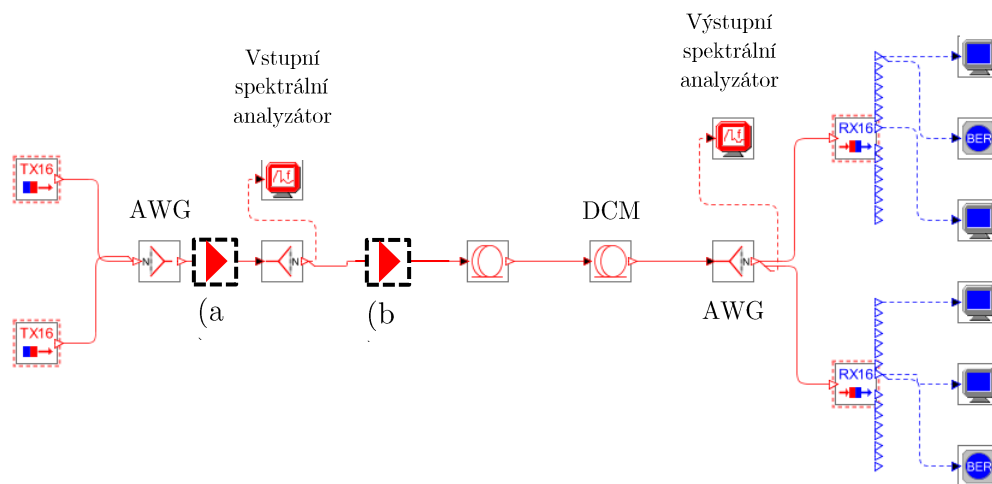 Vstupní
spektrální
analyzátor
Výstupní
spektrální
analyzátor
TX16
AWG
N
N
(a
(b
DCM
N
AWG
TX16
RX16
BER
RX16
BER